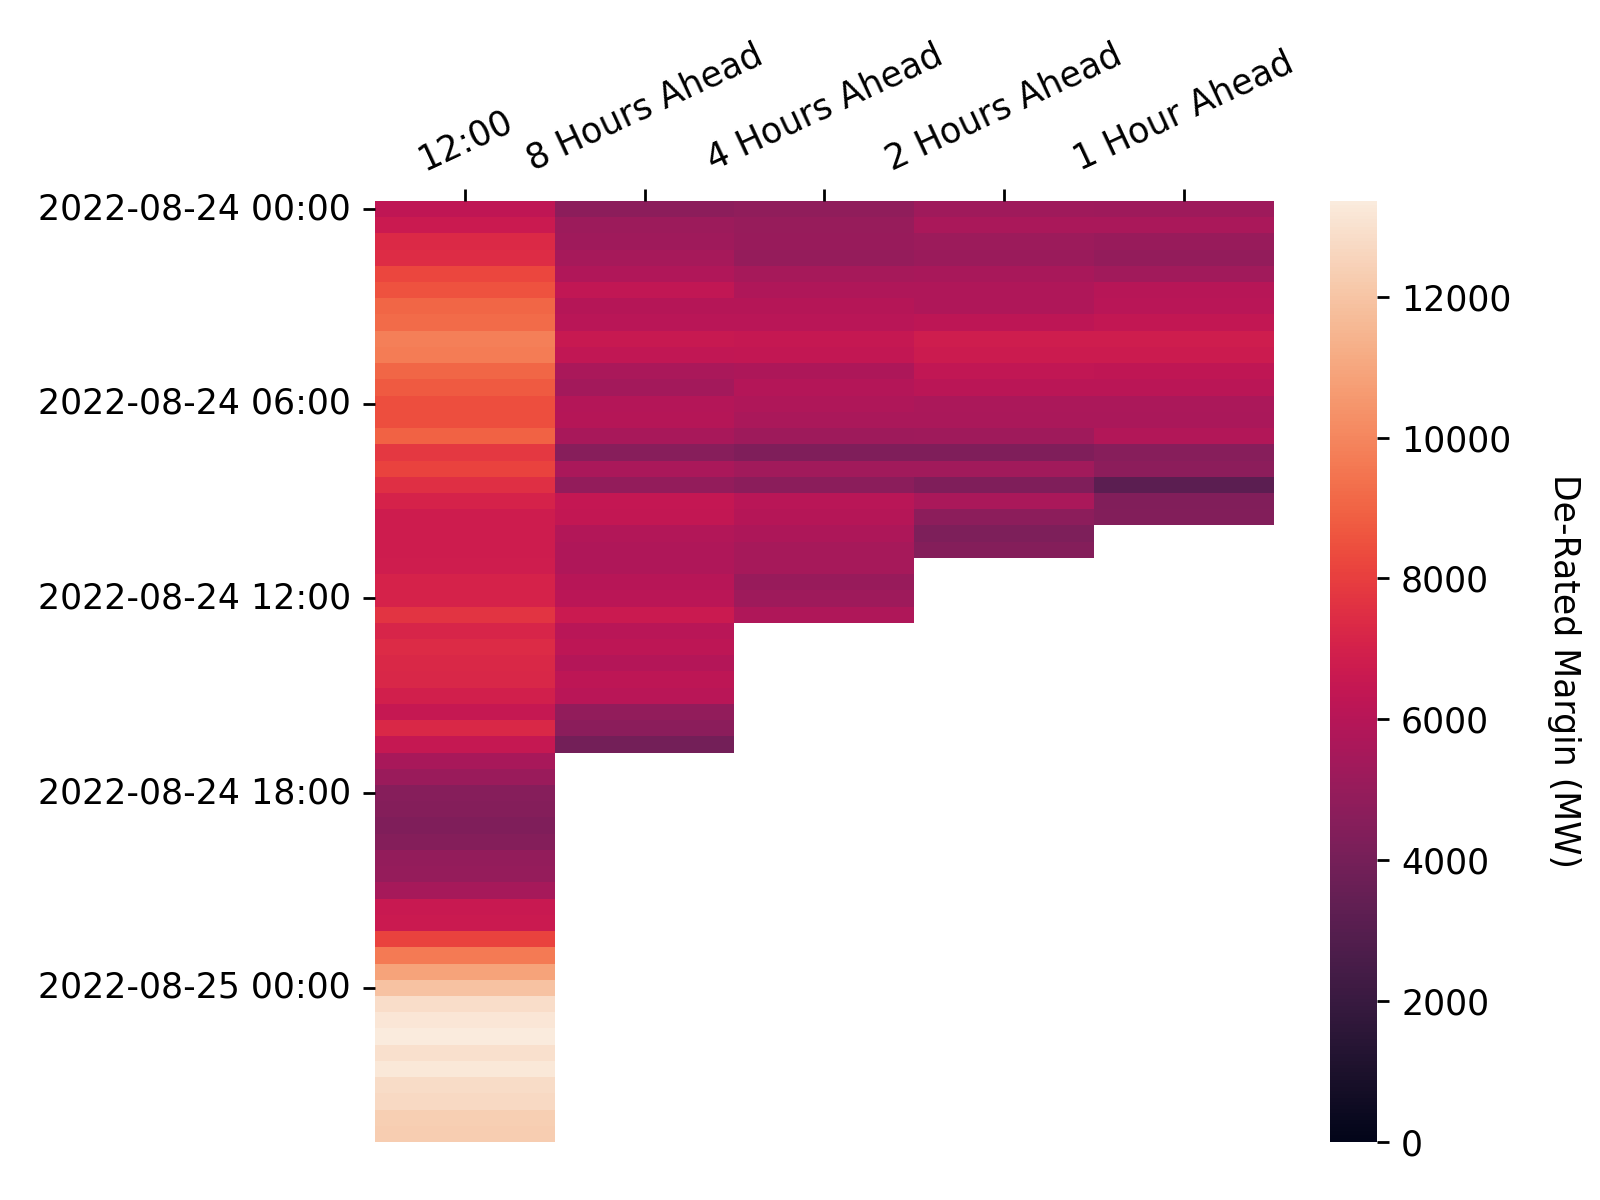 12:00
8 Hours Ahead
4 Hours Ahead
2 Hours Ahead
1 Hour Ahead
2022-08-24 00:00
2022-08-24 06:00
2022-08-24 12:00
2022-08-24 18:00
2022-08-25 00:00
12000
10000
8000
6000
4000
2000
0
De-Rated Margin (MW)